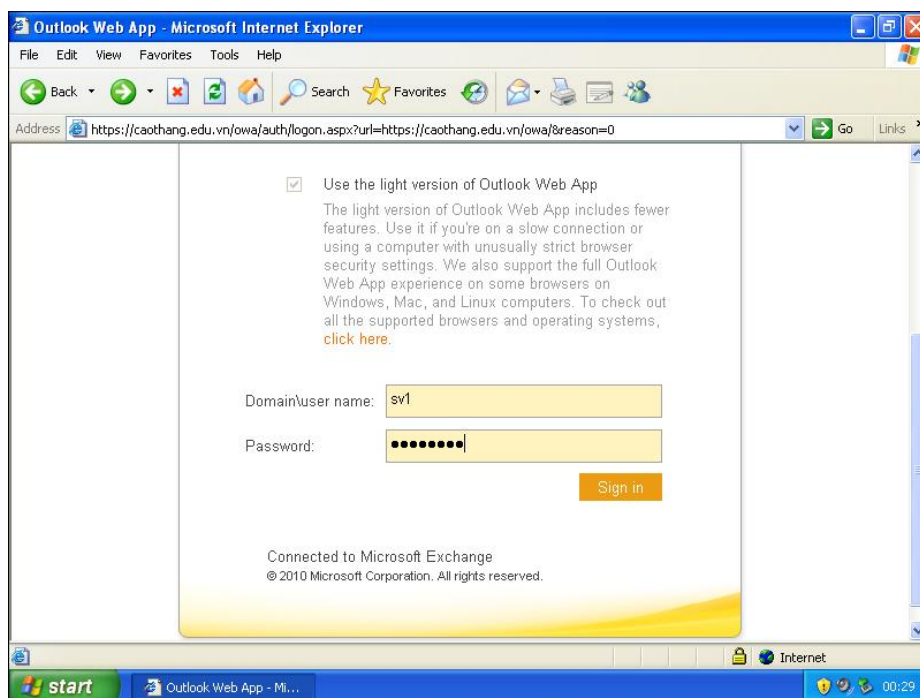 Outlook Web App - Microsoft Internet Explorer
File Edit View Favorites Tools Help
Back Search Favorites
Address https://caothang.edu.vn/owa/auth/logon.aspx?url=https://caothang.edu.vn/owa/&reason=0 Go Links
Use the light version of Outlook Web App
The light version of Outlook Web App includes fewer
features. Use it if you're on a slow connection or
using a computer with unusually strict browser
security settings. We also support the full Outlook
Web App experience on some browsers on
Windows, Mac, and Linux computers. To check out
all the supported browsers and operating systems,
click here.
Domain\user name: sv1
Password: ●●●●●●●●
Sign in
Connected to Microsoft Exchange
© 2010 Microsoft Corporation. All rights reserved.
Internet
start Outlook Web App - Mi... 00:29